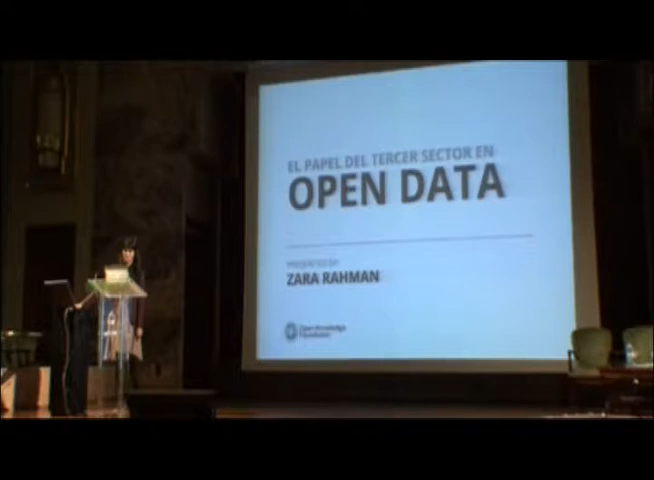 EL PAPEL DEL TERCER SECTOR EN
OPEN DATA
PRESENTED BY
ZARA RAHMAN
Open Knowledge
Foundation